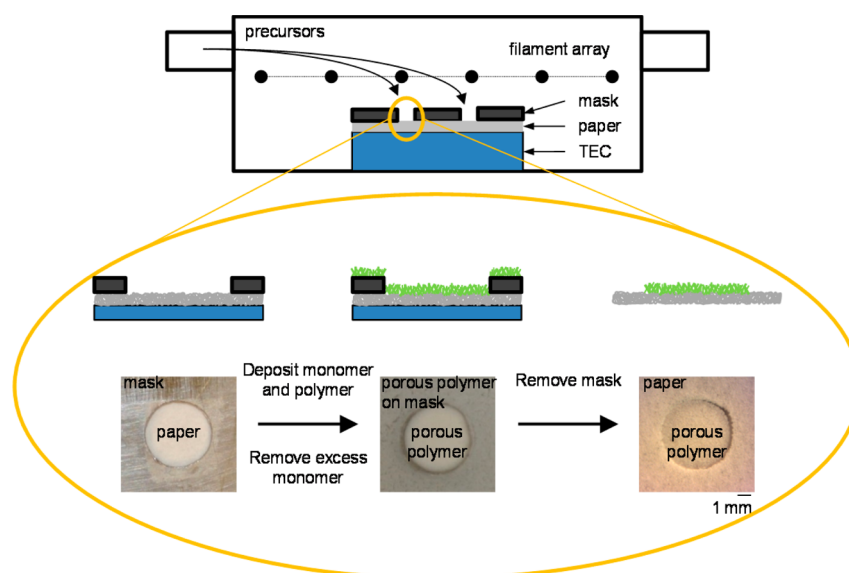 precursors
filament array
mask
paper
TEC
mask
paper
Deposit monomer
and polymer
Remove excess
monomer
porous polymer
on mask
porous
polymer
Remove mask
paper
porous
polymer
1 mm